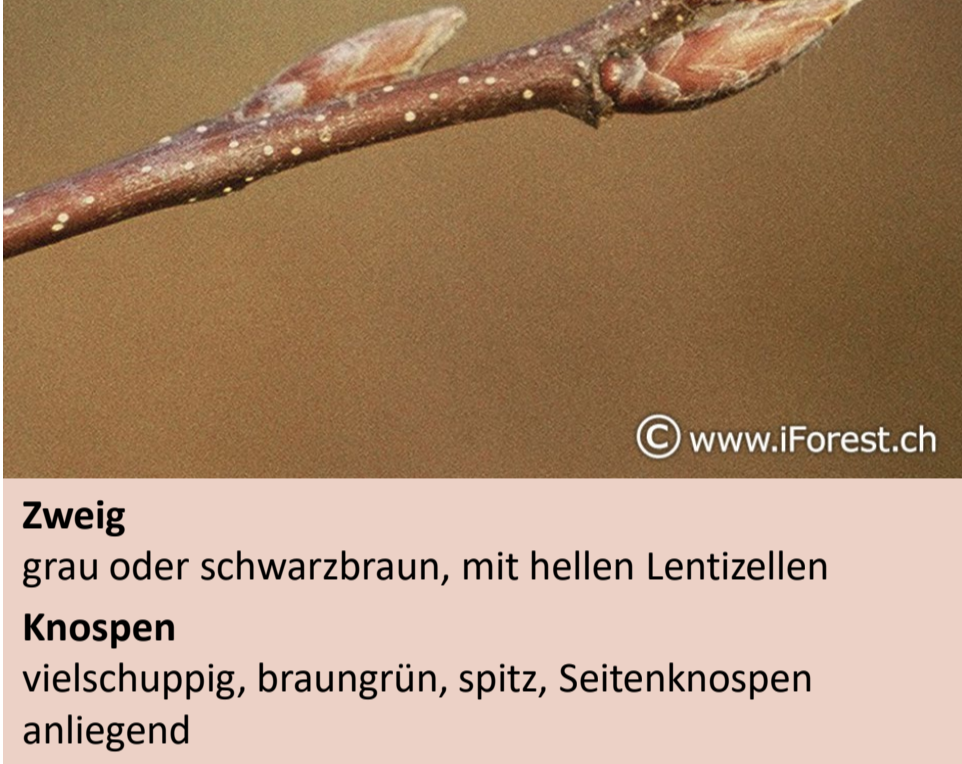 © www.iForest.ch
Zweig
grau oder schwarzbraun, mit hellen Lentizellen
Knospen
vielschuppig, braungrün, spitz, Seitenknospen
anliegend